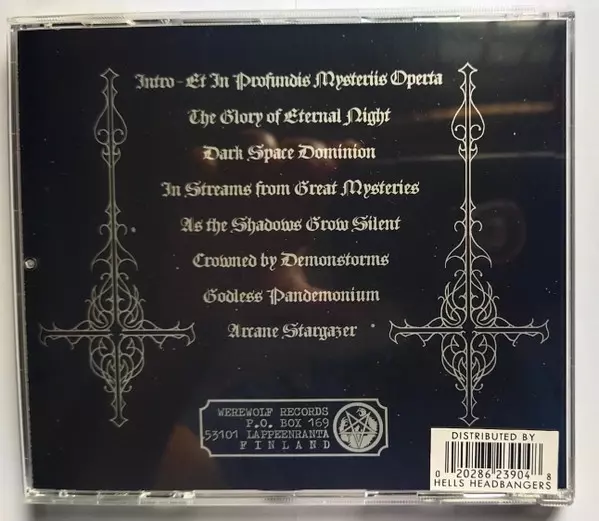 Intro - Et In Profundis Mysteriis Operta
The Glory of Eternal Night
Dark Space Dominion
In Streams from Great Mysteries
As the Shadows Grow Silent
Crowned by Demonstorms
Godless Pandemonium
Arcane Stargazer
WEREWOLF RECORDS
P.O. BOX 169
53101 LAPPEENRANTA
FINLAND
DISTRIBUTED BY
0 20286 23904 8
HELLS HEADBANGERS